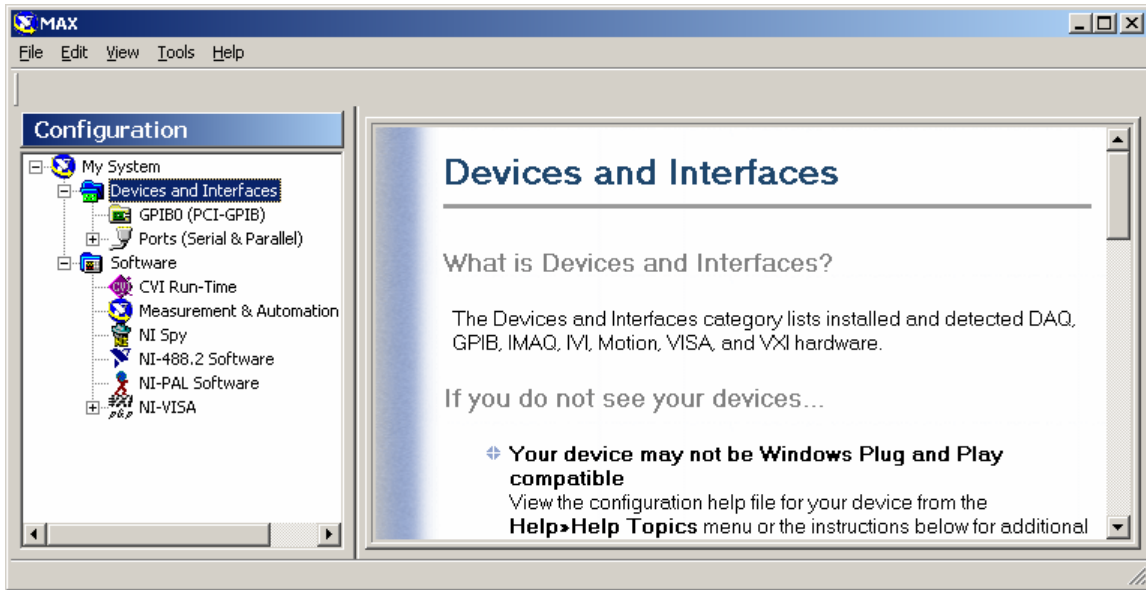 MAX
File Edit View Tools Help
Configuration
My System
Devices and Interfaces
GPIB0 (PCI-GPIB)
Ports (Serial & Parallel)
Software
CVI Run-Time
Measurement & Automation
NI Spy
NI-488.2 Software
NI-PAL Software
NI-VISA
Devices and Interfaces
What is Devices and Interfaces?
The Devices and Interfaces category lists installed and detected DAQ,
GPIB, IMAQ, IVI, Motion, VISA, and VXI hardware.
If you do not see your devices...
Your device may not be Windows Plug and Play
compatible
View the configuration help file for your device from the
Help»Help Topics menu or the instructions below for additional